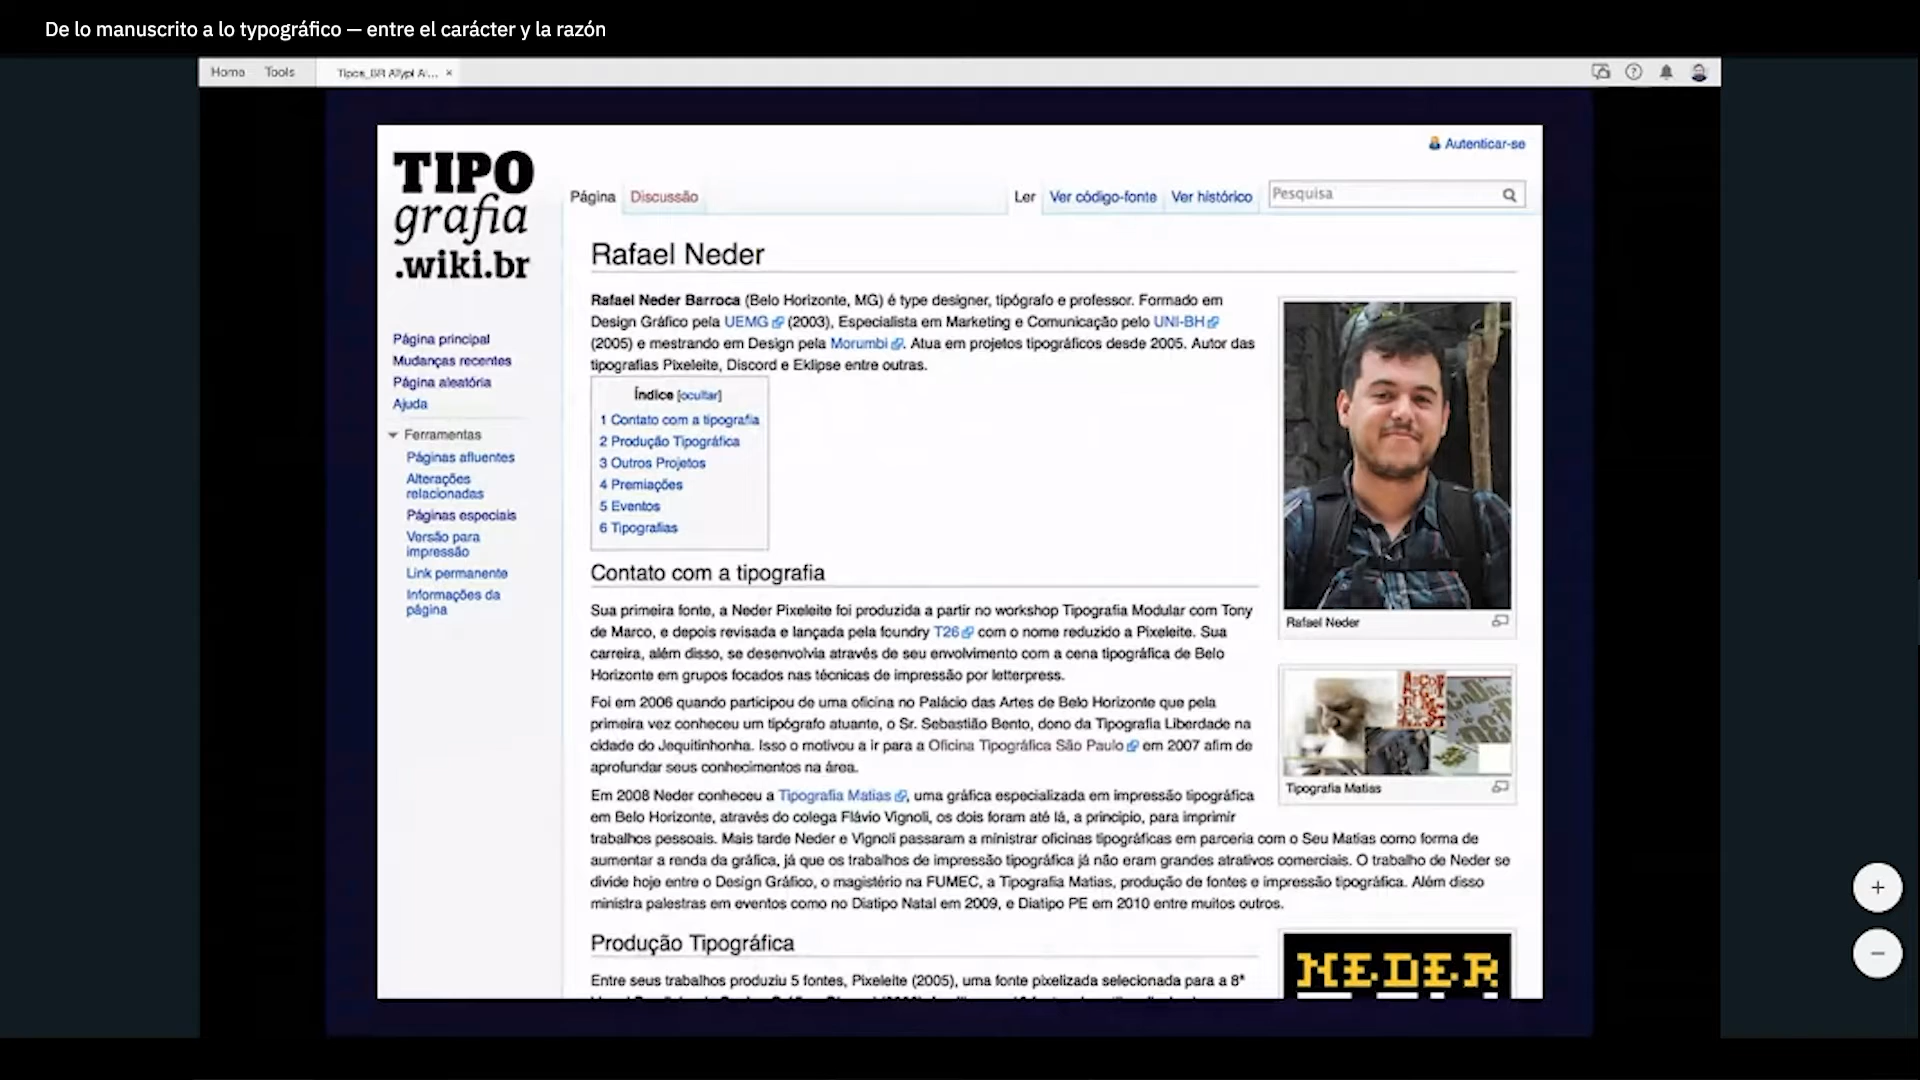 De lo manuscrito a lo typográfico — entre el carácter y la razón
Home Tools Tipos_BR ATypI A\... ×
TIPO
grafia
.wiki.br
Autenticar-se
Página Discussão Ler Ver código-fonte Ver histórico Pesquisa
Página principal
Mudanças recentes
Página aleatória
Ajuda
Ferramentas
Páginas afluentes
Alterações
relacionadas
Páginas especiais
Versão para
impressão
Link permanente
Informações da
página
Rafael Neder
Rafael Neder Barroca (Belo Horizonte, MG) é type designer, tipógrafo e professor. Formado em
Design Gráfico pela UEMG (2003), Especialista em Marketing e Comunicação pelo UNI-BH
(2005) e mestrando em Design pela Morumbi. Atua em projetos tipográficos desde 2005. Autor das
tipografias Pixeleite, Discord e Eklipse entre outras.
Índice [ocultar]
1 Contato com a tipografia
2 Produção Tipográfica
3 Outros Projetos
4 Premiações
5 Eventos
6 Tipografias
Rafael Neder
Contato com a tipografia
Sua primeira fonte, a Neder Pixeleite foi produzida a partir no workshop Tipografia Modular com Tony
de Marco, e depois revisada e lançada pela foundry T26 com o nome reduzido a Pixeleite. Sua
carreira, além disso, se desenvolvia através de seu envolvimento com a cena tipográfica de Belo
Horizonte em grupos focados nas técnicas de impressão por letterpress.
Foi em 2006 quando participou de uma oficina no Palácio das Artes de Belo Horizonte que pela
primeira vez conheceu um tipógrafo atuante, o Sr. Sebastião Bento, dono da Tipografia Liberdade na
cidade do Jequitinhonha. Isso o motivou a ir para a Oficina Tipográfica São Paulo em 2007 afim de
aprofundar seus conhecimentos na área.
Tipografia Matias
Em 2008 Neder conheceu a Tipografia Matias, uma gráfica especializada em impressão tipográfica
em Belo Horizonte, através do colega Flávio Vignoli, os dois foram até lá, a principio, para imprimir
trabalhos pessoais. Mais tarde Neder e Vignoli passaram a ministrar oficinas tipográficas em parceria com o Seu Matias como forma de
aumentar a renda da gráfica, já que os trabalhos de impressão tipográfica já não eram grandes atrativos comerciais. O trabalho de Neder se
divide hoje entre o Design Gráfico, o magistério na FUMEC, a Tipografia Matias, produção de fontes e impressão tipográfica. Além disso
ministra palestras em eventos como no Diatipo Natal em 2009, e Diatipo PE em 2010 entre muitos outros.
Produção Tipográfica
Entre seus trabalhos produziu 5 fontes, Pixeleite (2005), uma fonte pixelizada selecionada para a 8ª
NEDER